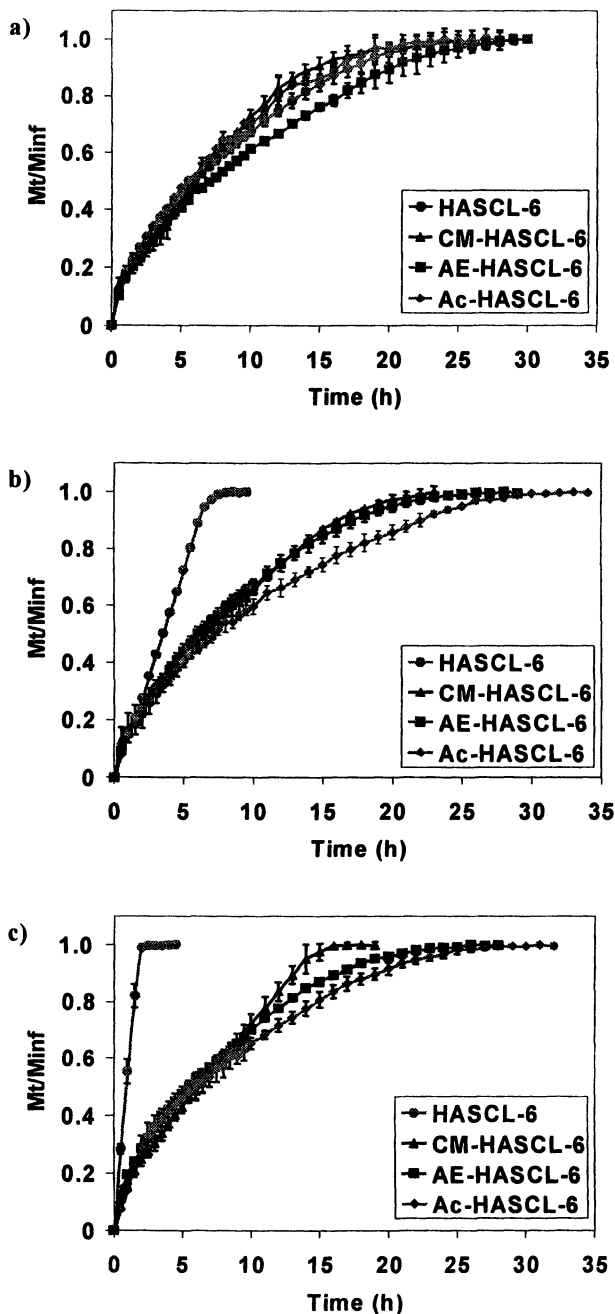 a)
1.0
0.8
0.6
0.4
0.2
0
Mt/Minf
HASCL-6
CM-HASCL-6
AE-HASCL-6
Ac-HASCL-6
0 5 10 15 20 25 30 35
Time (h)
b)
1.0
0.8
0.6
0.4
0.2
0
Mt/Minf
HASCL-6
CM-HASCL-6
AE-HASCL-6
Ac-HASCL-6
0 5 10 15 20 25 30 35
Time (h)
c)
1.0
0.8
0.6
0.4
0.2
0
Mt/Minf
HASCL-6
CM-HASCL-6
AE-HASCL-6
Ac-HASCL-6
0 5 10 15 20 25 30 35
Time (h)